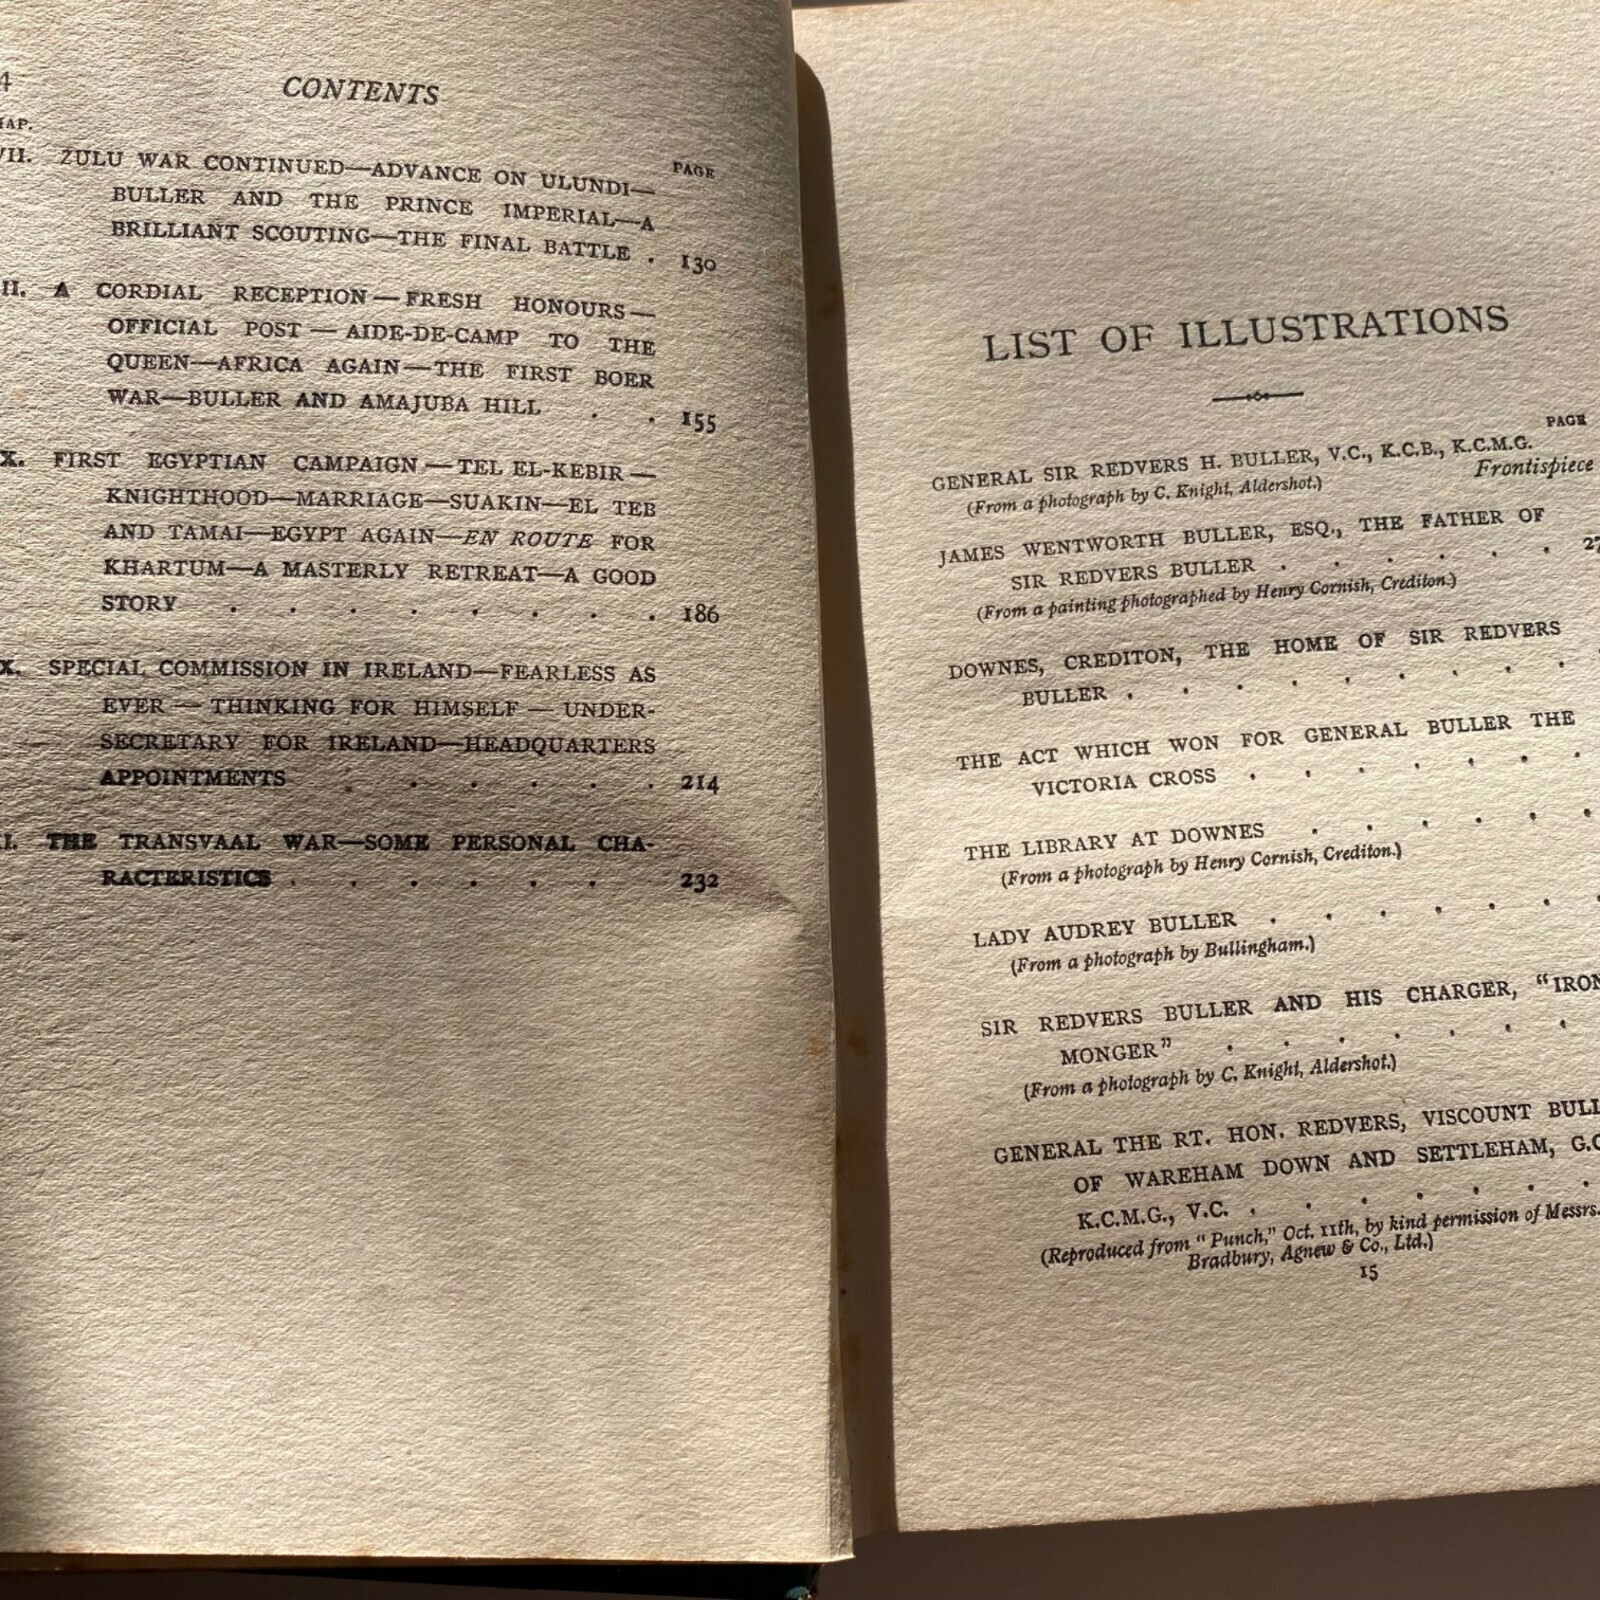 4
CONTENTS
HAP.
PAGE
VII. ZULU WAR CONTINUED—ADVANCE ON ULUNDI—
BULLER AND THE PRINCE IMPERIAL—A
BRILLIANT SCOUTING—THE FINAL BATTLE . 130
II. A CORDIAL RECEPTION — FRESH HONOURS —
OFFICIAL POST — AIDE-DE-CAMP TO THE
QUEEN—AFRICA AGAIN—THE FIRST BOER
WAR—BULLER AND AMAJUBA HILL . . 155
X. FIRST EGYPTIAN CAMPAIGN — TEL EL-KEBIR —
KNIGHTHOOD—MARRIAGE—SUAKIN—EL TEB
AND TAMAI—EGYPT AGAIN—EN ROUTE FOR
KHARTUM—A MASTERLY RETREAT—A GOOD
STORY . . . . . . . . 186
X. SPECIAL COMMISSION IN IRELAND—FEARLESS AS
EVER — THINKING FOR HIMSELF — UNDER-
SECRETARY FOR IRELAND—HEADQUARTERS
APPOINTMENTS . . . . . . 214
I. THE TRANSVAAL WAR—SOME PERSONAL CHA-
RACTERISTICS . . . . . . 232
LIST OF ILLUSTRATIONS
PAGE
GENERAL SIR REDVERS H. BULLER, V.C., K.C.B., K.C.M.G.
Frontispiece
(From a photograph by C. Knight, Aldershot.)
JAMES WENTWORTH BULLER, ESQ., THE FATHER OF
SIR REDVERS BULLER . . . . . . 27
(From a painting photographed by Henry Cornish, Crediton.)
DOWNES, CREDITON, THE HOME OF SIR REDVERS
BULLER . . . . . . . . .
THE ACT WHICH WON FOR GENERAL BULLER THE
VICTORIA CROSS . . . . . . .
THE LIBRARY AT DOWNES . . . . . .
(From a photograph by Henry Cornish, Crediton.)
LADY AUDREY BULLER . . . . . . .
(From a photograph by Bullingham.)
SIR REDVERS BULLER AND HIS CHARGER, “IRON
MONGER” . . . . . . .
(From a photograph by C. Knight, Aldershot.)
GENERAL THE RT. HON. REDVERS, VISCOUNT BULL
OF WAREHAM DOWN AND SETTLEHAM, G.C
K.C.M.G., V.C. . . . . . . .
(Reproduced from “Punch,” Oct. 11th, by kind permission of Messrs.
Bradbury, Agnew & Co., Ltd.)
15